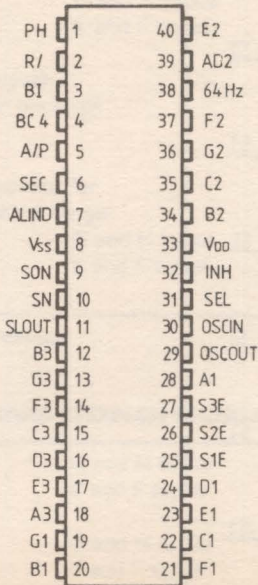 PH 1 40 E2
R/ 2 39 AD2
BI 3 38 64Hz
BC4 4 37 F2
A/P 5 36 G2
SEC 6 35 C2
ALIND 7 34 B2
Vss 8 33 VDD
SON 9 32 INH
SN 10 31 SEL
SLOUT 11 30 OSCIN
B3 12 29 OSCOUT
G3 13 28 A1
F3 14 27 S3E
C3 15 26 S2E
D3 16 25 S1E
E3 17 24 D1
A3 18 23 E1
G1 19 22 C1
B1 20 21 F1